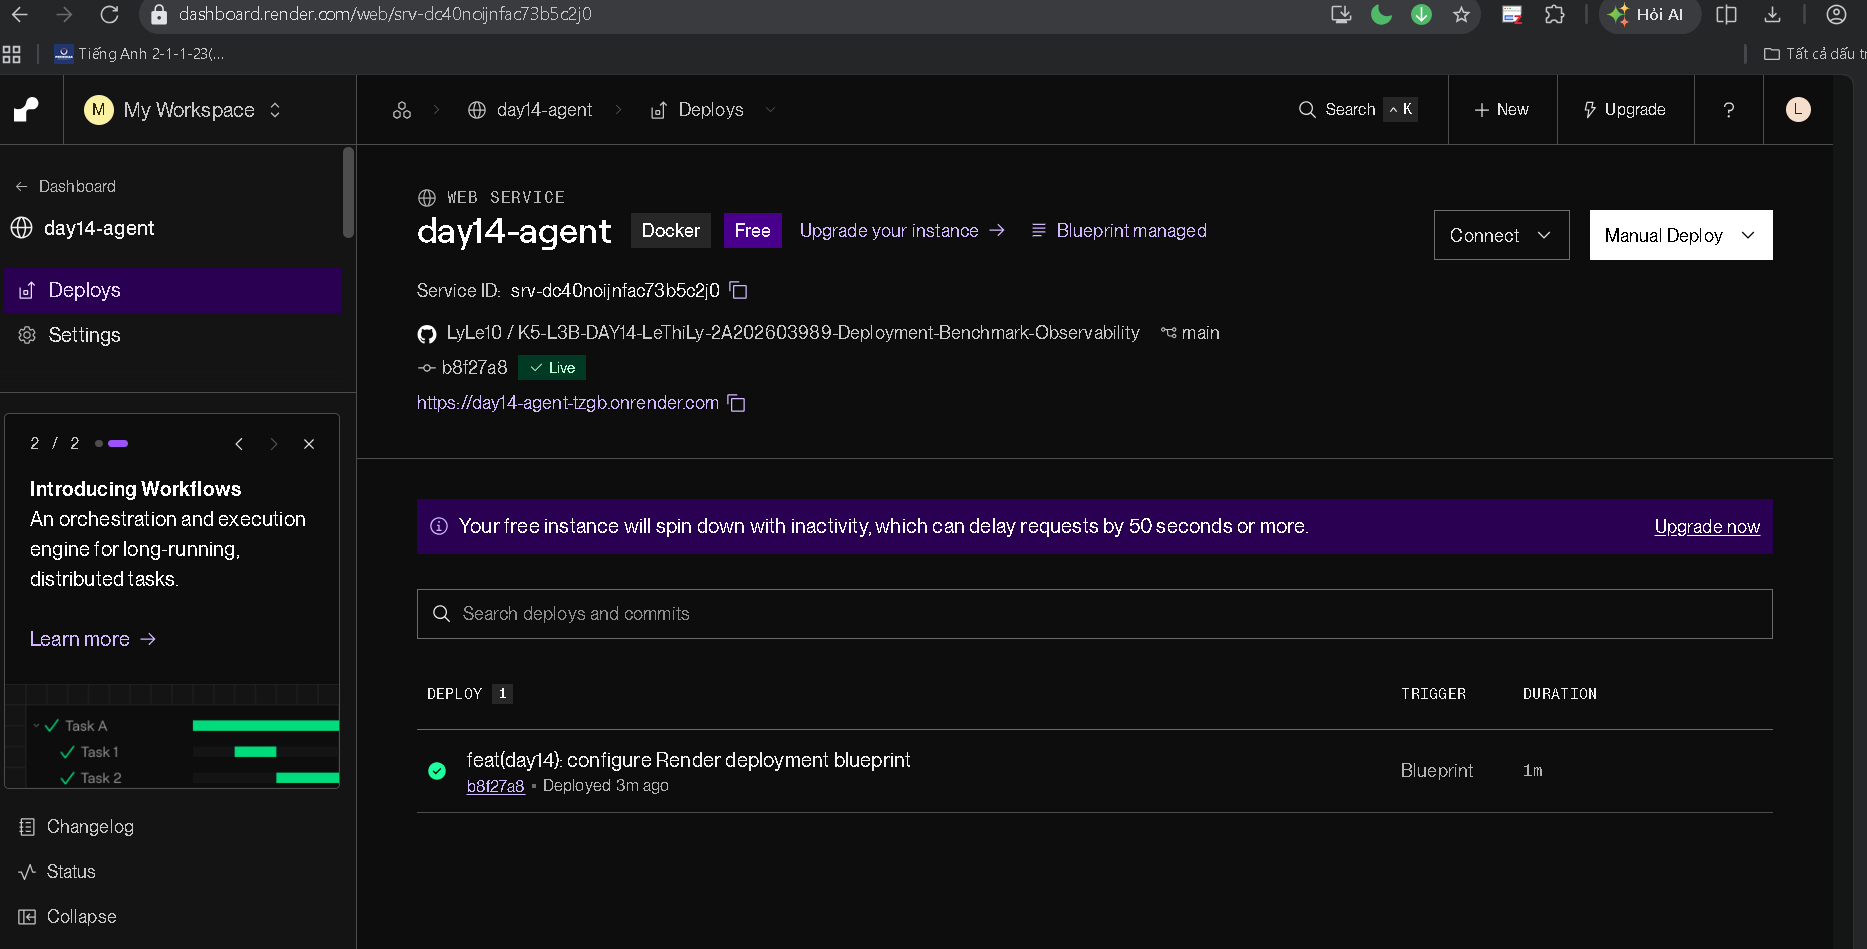 dashboard.render.com/web/srv-dc40noijnfac73b5c2j0
Hỏi AI
Tiếng Anh 2-1-1-23(...
Tất cả dấu tr
M My Workspace
day14-agent
Deploys
Search ^ K
+ New
Upgrade
?
L
← Dashboard
day14-agent
Deploys
Settings
2 / 2
Introducing Workflows
An orchestration and execution
engine for long-running,
distributed tasks.
Learn more →
Task A
Task 1
Task 2
Changelog
Status
Collapse
WEB SERVICE
day14-agent Docker Free Upgrade your instance → Blueprint managed
Connect
Manual Deploy
Service ID: srv-dc40noijnfac73b5c2j0
LyLe10 / K5-L3B-DAY14-LeThiLy-2A202603989-Deployment-Benchmark-Observability main
b8f27a8 Live
https://day14-agent-tzgb.onrender.com
Your free instance will spin down with inactivity, which can delay requests by 50 seconds or more. Upgrade now
Search deploys and commits
DEPLOY 1 TRIGGER DURATION
feat(day14): configure Render deployment blueprint
b8f27a8 • Deployed 3m ago
Blueprint 1m